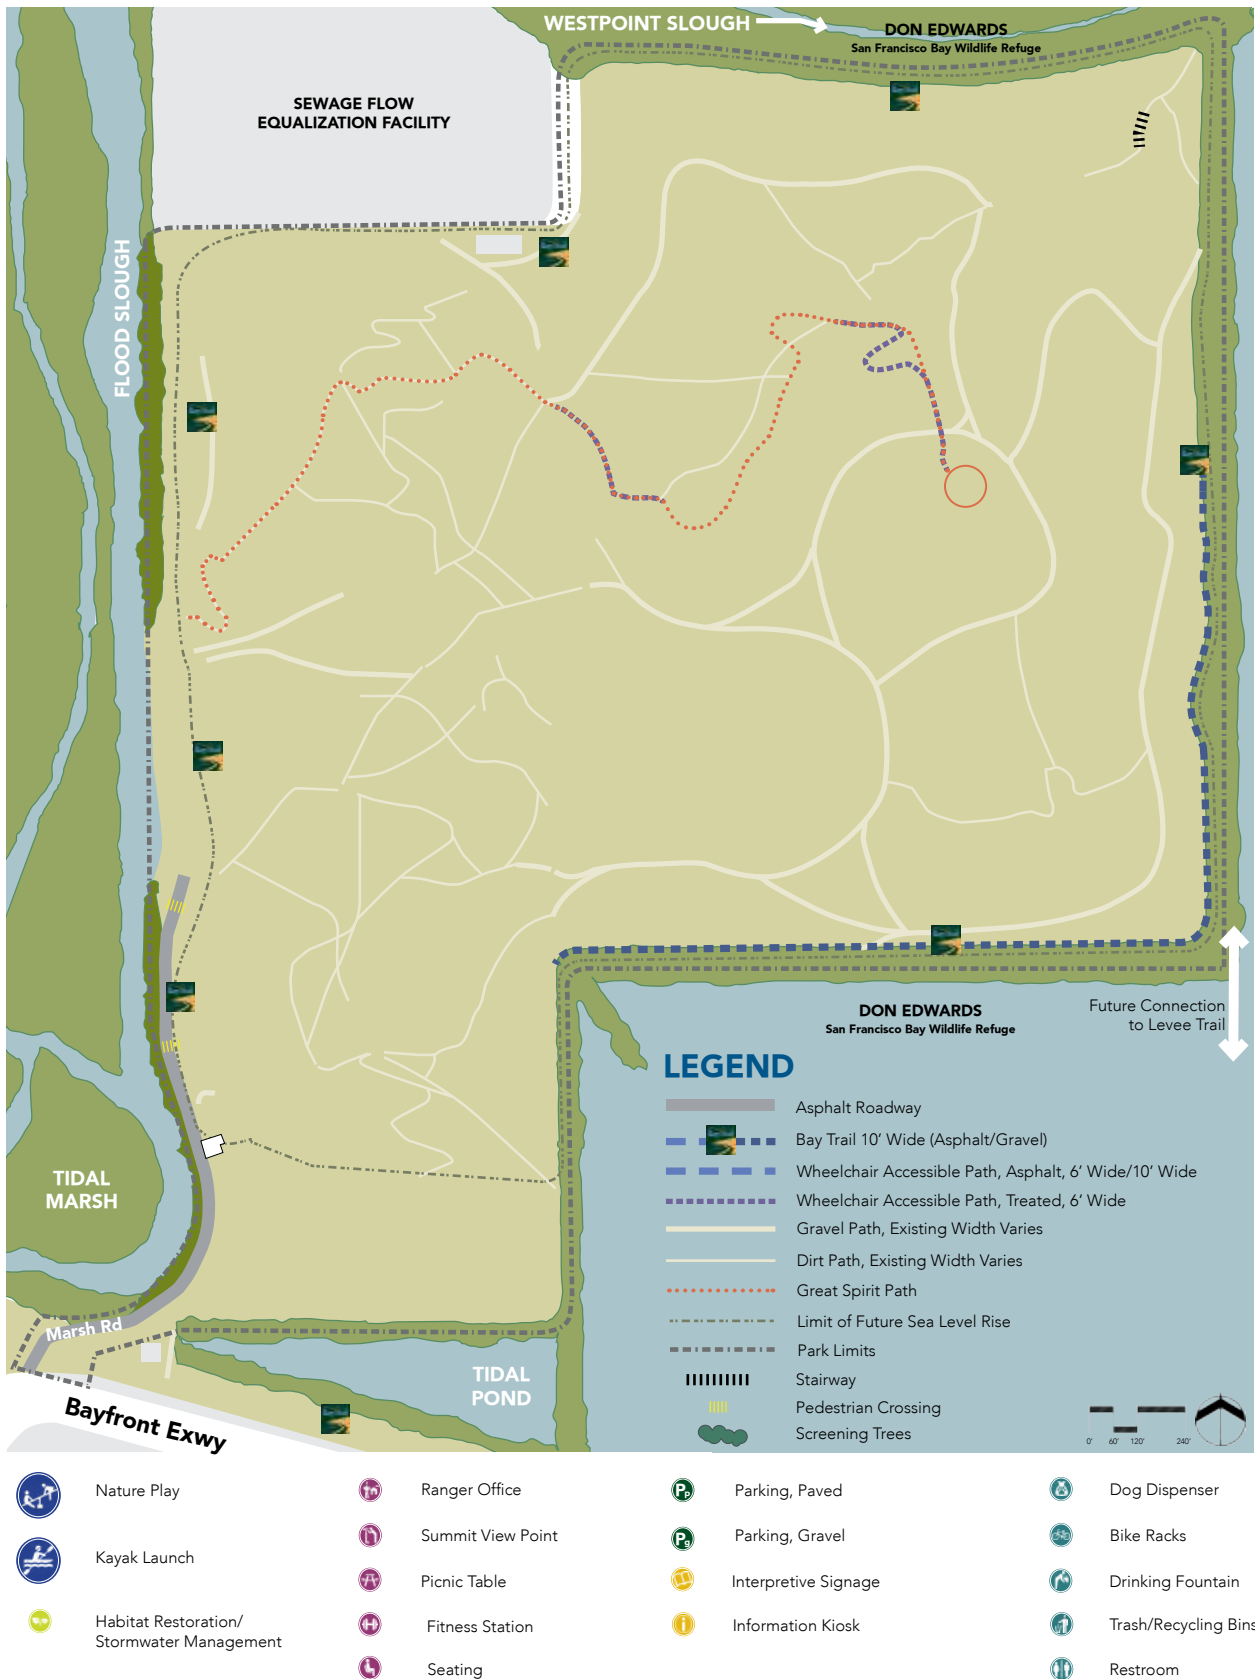 WESTPOINT SLOUGH
DON EDWARDS
San Francisco Bay Wildlife Refuge
SEWAGE FLOW
EQUALIZATION FACILITY
FLOOD SLOUGH
DON EDWARDS
San Francisco Bay Wildlife Refuge
Future Connection
to Levee Trail
TIDAL
MARSH
Marsh Rd
TIDAL
POND
Bayfront Exwy
LEGEND
Asphalt Roadway
Bay Trail 10' Wide (Asphalt/Gravel)
Wheelchair Accessible Path, Asphalt, 6' Wide/10' Wide
Wheelchair Accessible Path, Treated, 6' Wide
Gravel Path, Existing Width Varies
Dirt Path, Existing Width Varies
Great Spirit Path
Limit of Future Sea Level Rise
Park Limits
Stairway
Pedestrian Crossing
Screening Trees
0' 60' 120' 240'
Nature Play
Kayak Launch
Habitat Restoration/
Stormwater Management
Ranger Office
Summit View Point
Picnic Table
Fitness Station
Seating
Pp Parking, Paved
Pg Parking, Gravel
Interpretive Signage
i Information Kiosk
Dog Dispenser
Bike Racks
Drinking Fountain
Trash/Recycling Bins
Restroom